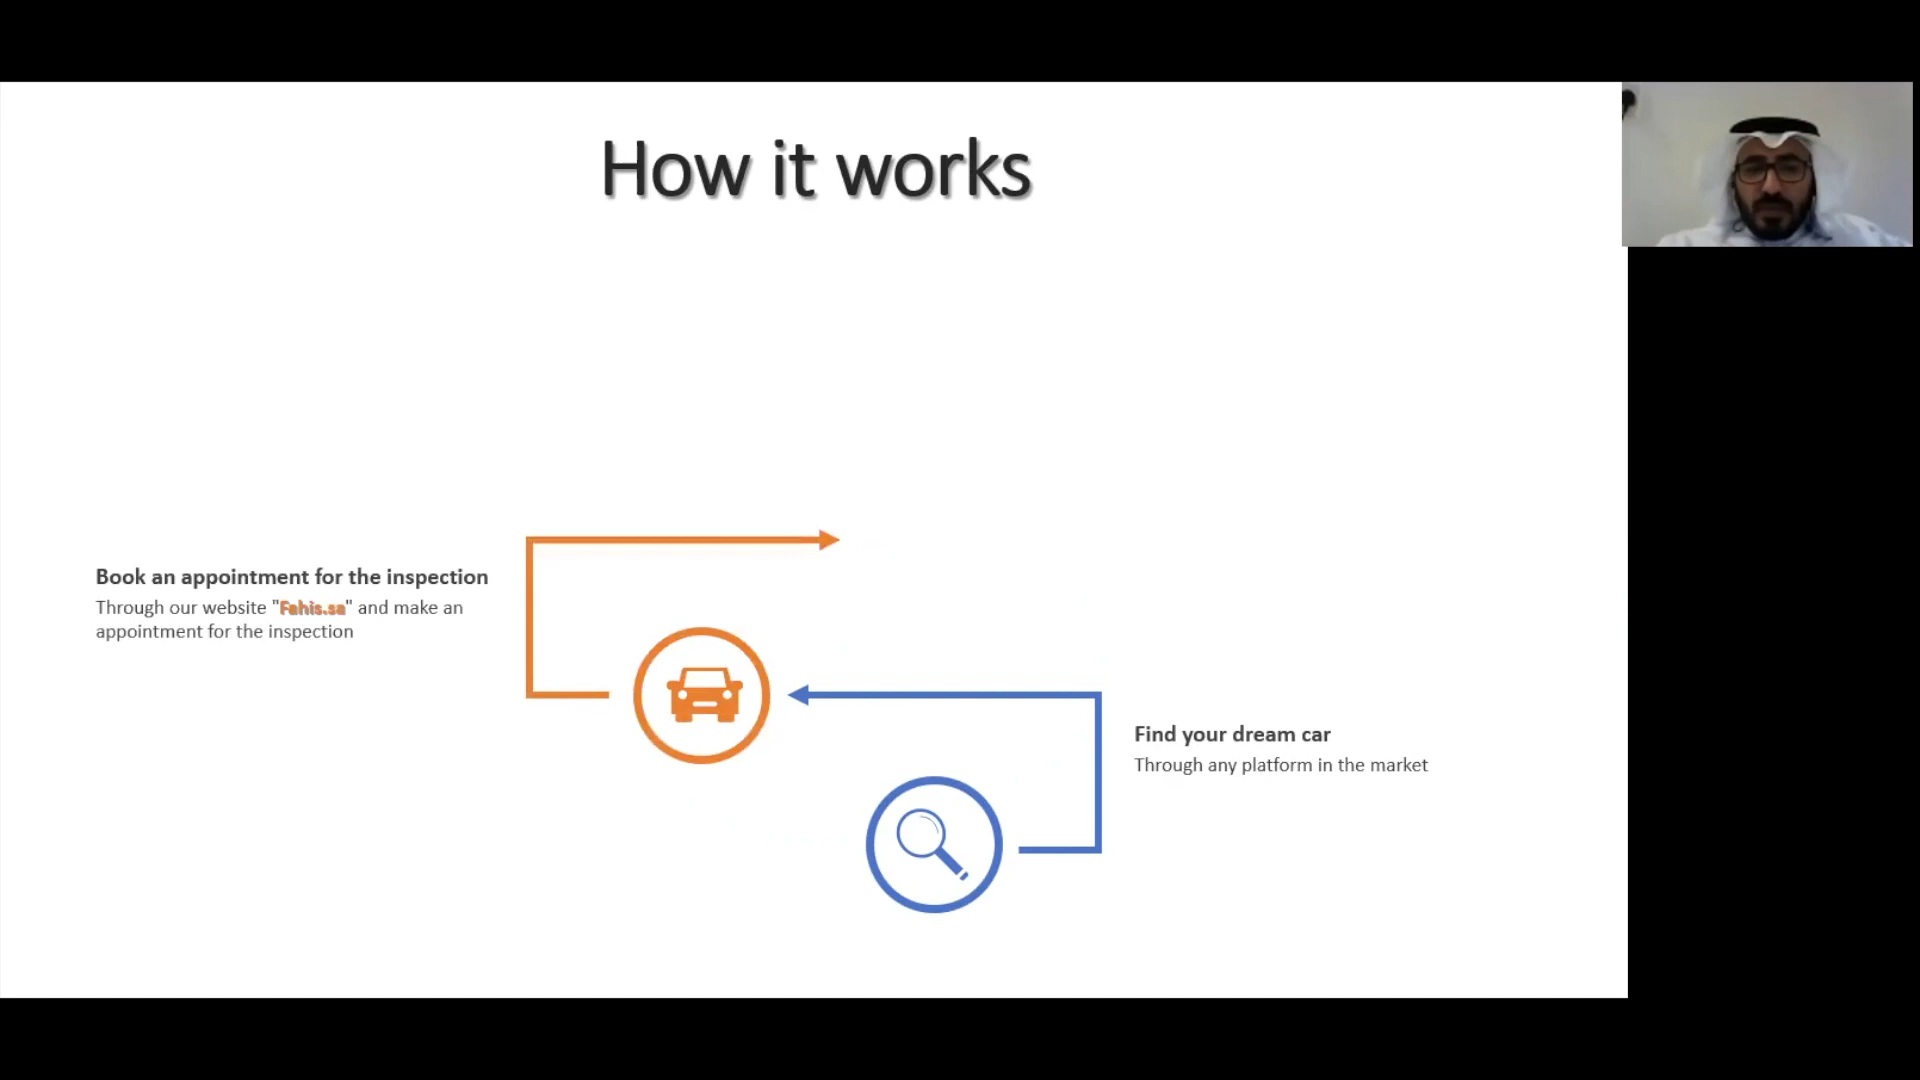 How it works
Book an appointment for the inspection
Through our website "Fahis.sa" and make an
appointment for the inspection
Find your dream car
Through any platform in the market